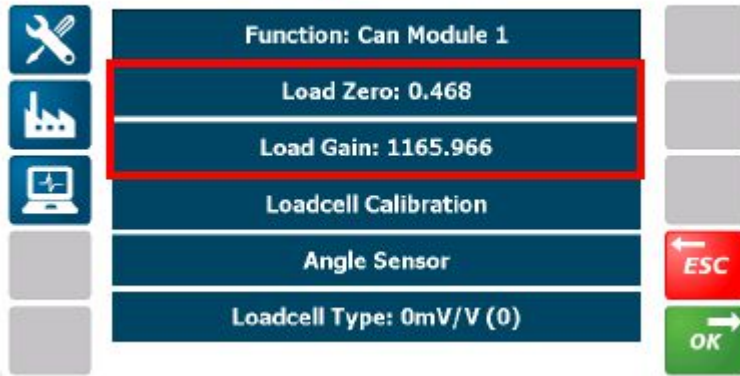 Function: Can Module 1
Load Zero: 0.468
Load Gain: 1165.966
Loadcell Calibration
Angle Sensor
ESC
Loadcell Type: 0mV/V (0)
OK